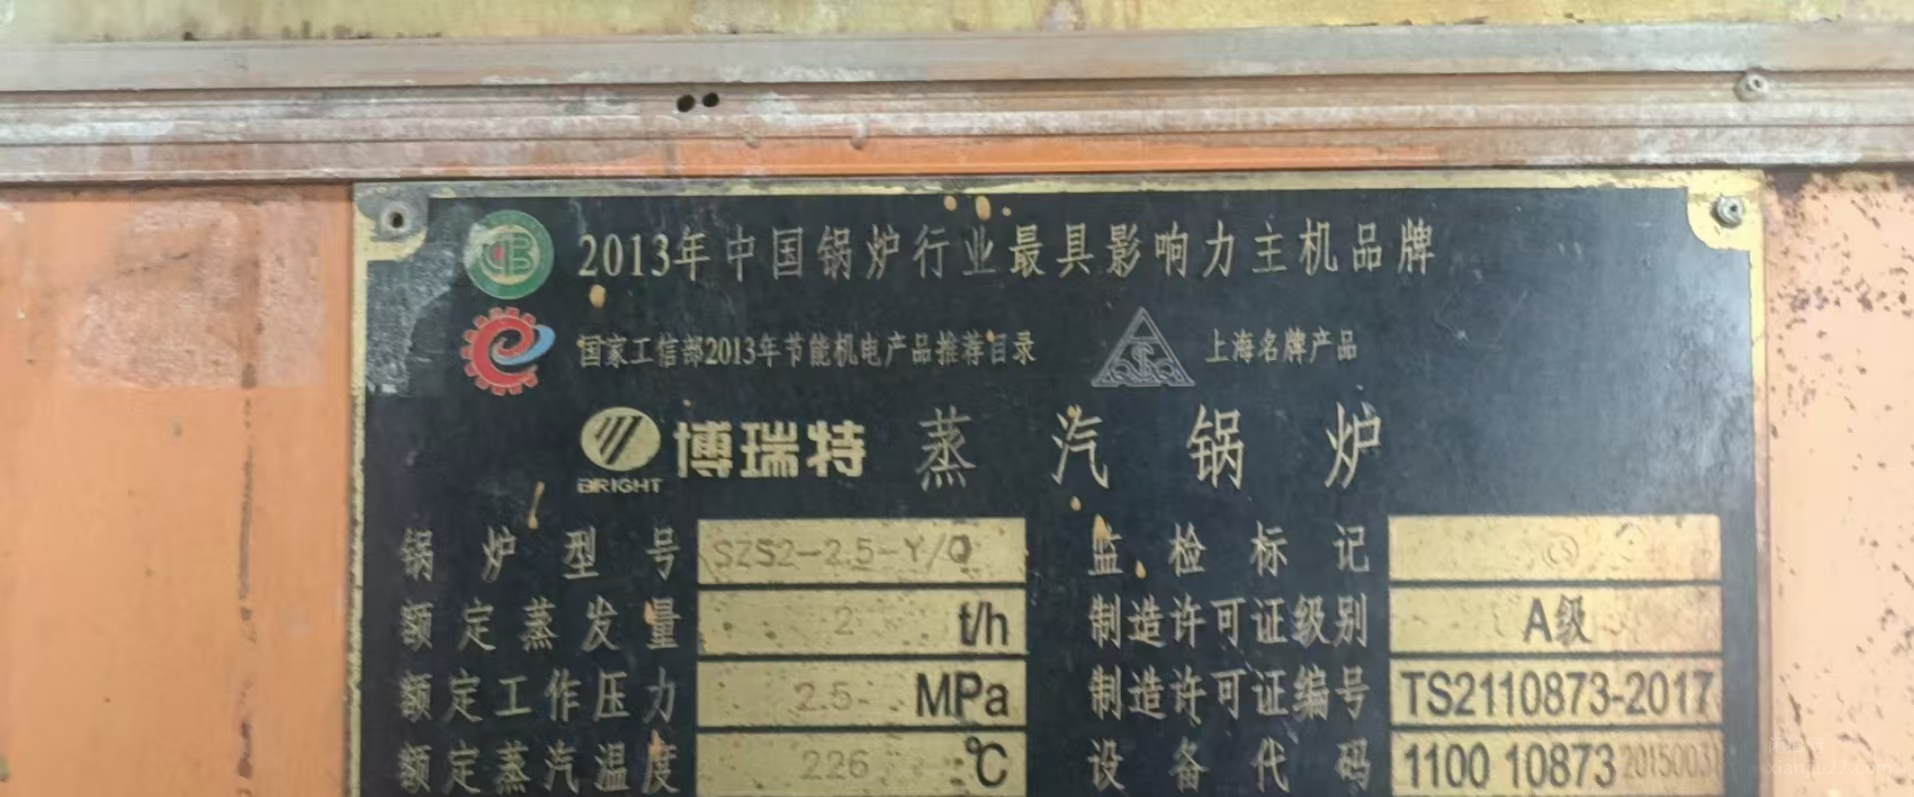 2013年中国锅炉行业最具影响力主机品牌
国家工信部2013年节能机电产品推荐目录 上海名牌产品
BRIGHT 博瑞特 蒸汽锅炉
锅炉型号 SZS2-2.5-Y/Q 监检标记
额定蒸发量 2 t/h 制造许可证级别 A级
额定工作压力 2.5 MPa 制造许可证编号 TS2110873-2017
额定蒸汽温度 226 ℃ 设备代码 1100 10873 2015003